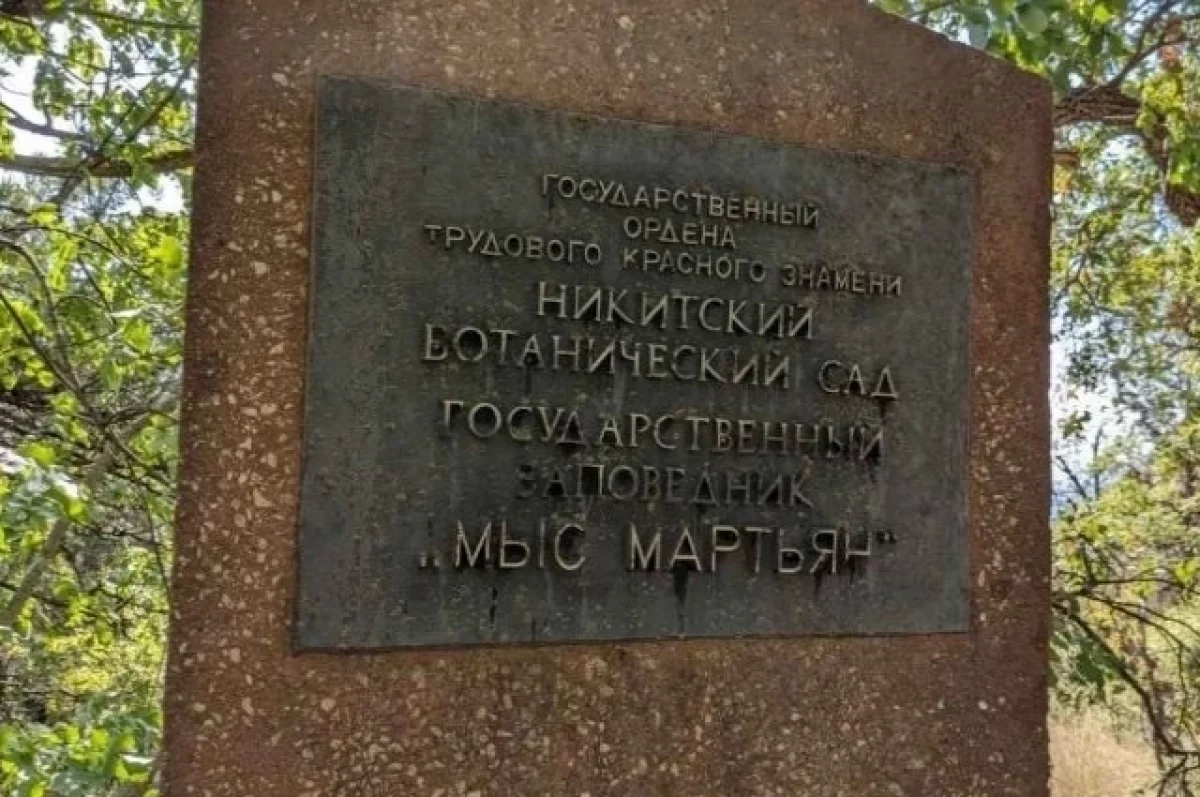 ГОСУДАРСТВЕННЫЙ
ОРДЕНА
ТРУДОВОГО КРАСНОГО ЗНАМЕНИ
НИКИТСКИЙ
БОТАНИЧЕСКИЙ САД
ГОСУДАРСТВЕННЫЙ
ЗАПОВЕДНИК
„МЫС МАРТЬЯН“